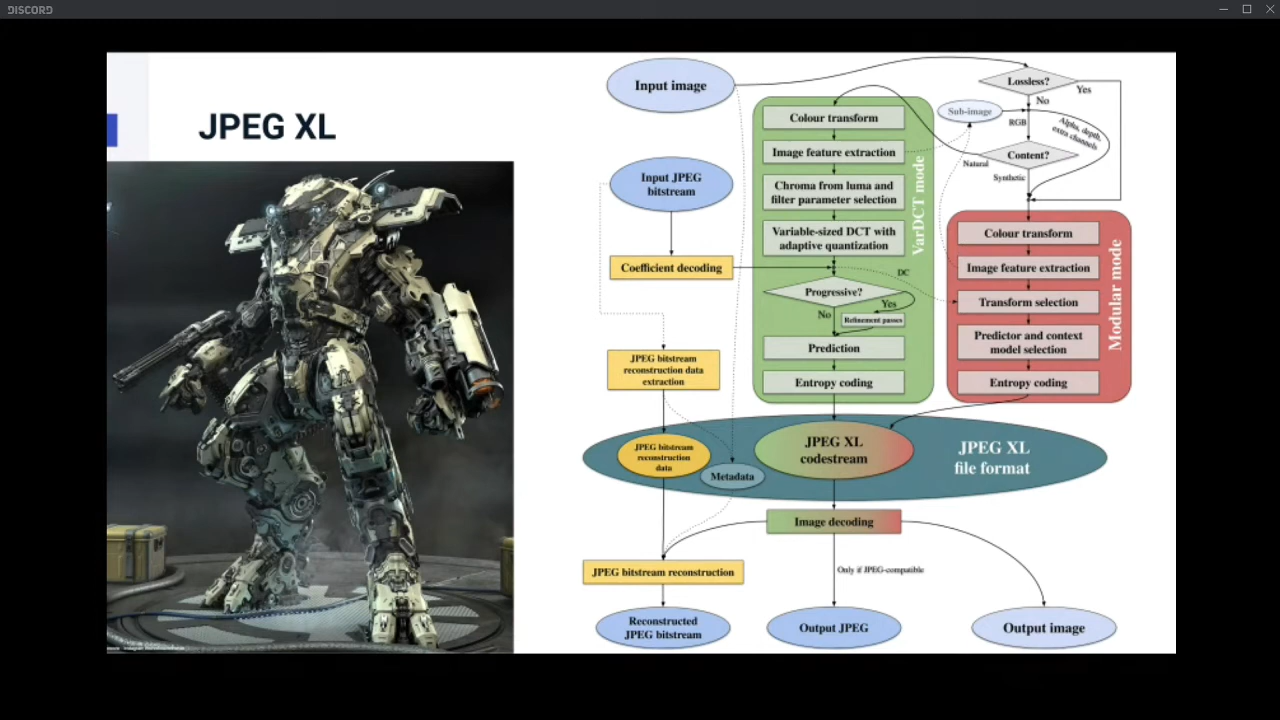 DISCORD
JPEG XL
Input image
Input JPEG
bitstream
Coefficient decoding
JPEG bitstream
reconstruction data
extraction
Colour transform
Image feature extraction
Chroma from luma and
filter parameter selection
Variable-sized DCT with
adaptive quantization
VarDCT mode
Progressive?
Yes
No
Refinement passes
DC
Prediction
Entropy coding
Lossless?
Yes
No
Sub-image
RGB
Alpha, depth,
extra channels
Content?
Natural
Synthetic
Colour transform
Image feature extraction
Transform selection
Predictor and context
model selection
Entropy coding
Modular mode
JPEG bitstream
reconstruction
data
Metadata
JPEG XL
codestream
JPEG XL
file format
Image decoding
JPEG bitstream reconstruction
Only if JPEG-compatible
Reconstructed
JPEG bitstream
Output JPEG
Output image